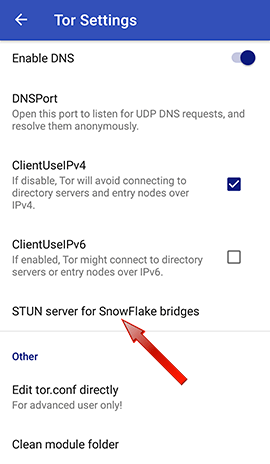 Tor Settings
Enable DNS
DNSPort
Open this port to listen for UDP DNS requests, and
resolve them anonymously.
ClientUseIPv4
If disable, Tor will avoid connecting to
directory servers and entry nodes over
IPv4.
ClientUseIPv6
If enabled, Tor might connect to directory
servers or entry nodes over IPv6.
STUN server for SnowFlake bridges
Other
Edit tor.conf directly
For advanced user only!
Clean module folder